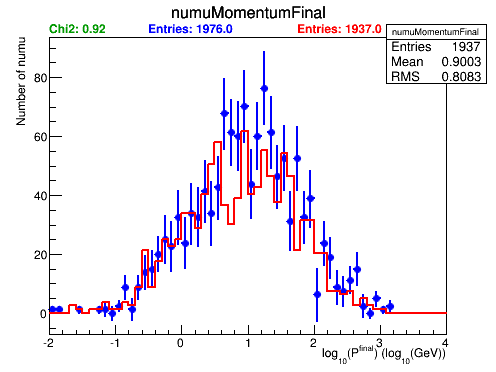 numuMomentumFinal
Chi2: 0.92 Entries: 1976.0 Entries: 1937.0
numuMomentumFinal
Entries 1937
Mean 0.9003
RMS 0.8083
Number of numu
80
60
40
20
0
-2 -1 0 1 2 3 4
log10(Pfinal) (log10(GeV))